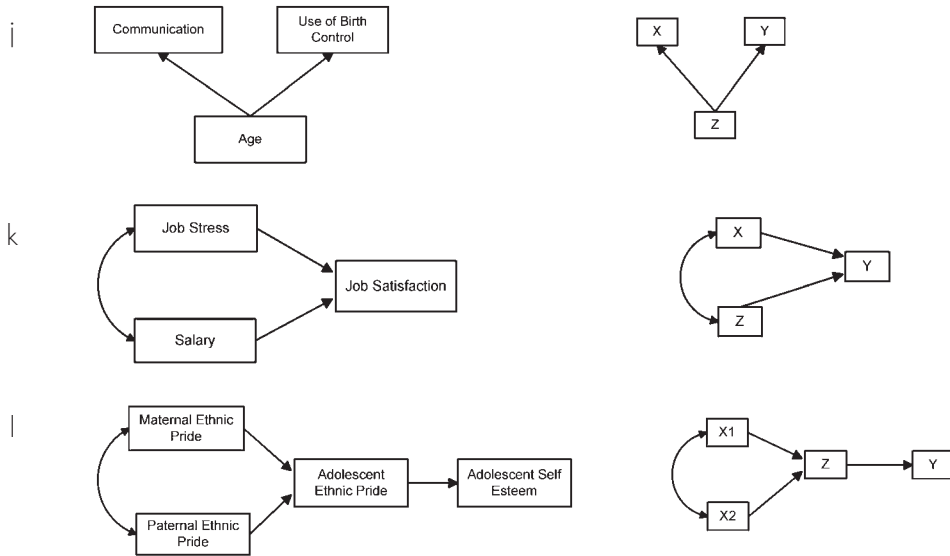 j
Communication
Use of Birth
Control
Age
X
Y
Z
k
Job Stress
Job Satisfaction
Salary
X
Y
Z
l
Maternal Ethnic
Pride
Adolescent
Ethnic Pride
Adolescent Self
Esteem
Paternal Ethnic
Pride
X1
Z
Y
X2